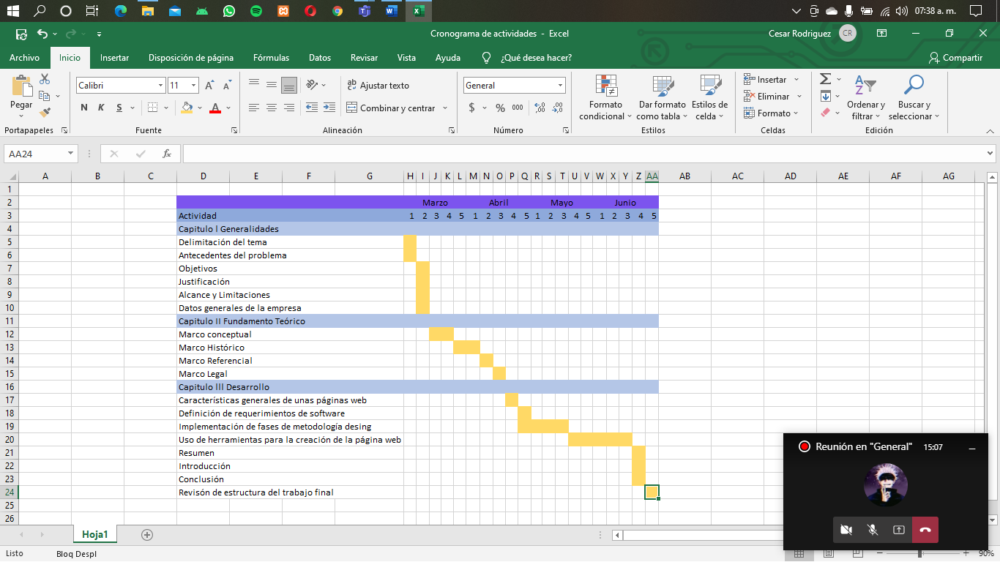 07:38 a. m.
Cronograma de actividades - Excel
Cesar Rodriguez CR
Archivo Inicio Insertar Disposición de página Fórmulas Datos Revisar Vista Ayuda ¿Qué desea hacer? Compartir
Pegar
Portapapeles
Calibri 11
N K S
Fuente
Ajustar texto
Combinar y centrar
Alineación
General
$ % 000
Número
Formato condicional
Dar formato como tabla
Estilos de celda
Estilos
Insertar
Eliminar
Formato
Celdas
Ordenar y filtrar
Buscar y seleccionar
Edición
AA24 fx
A B C D E F G H I J K L M N O P Q R S T U V W X Y Z AA AB AC AD AE AF AG
1
2 Marzo Abril Mayo Junio
3 Actividad 1 2 3 4 5 1 2 3 4 5 1 2 3 4 5 1 2 3 4 5
4 Capitulo l Generalidades
5 Delimitación del tema
6 Antecedentes del problema
7 Objetivos
8 Justificación
9 Alcance y Limitaciones
10 Datos generales de la empresa
11 Capitulo II Fundamento Teórico
12 Marco conceptual
13 Marco Histórico
14 Marco Referencial
15 Marco Legal
16 Capitulo lll Desarrollo
17 Características generales de unas páginas web
18 Definición de requerimientos de software
19 Implementación de fases de metodología desing
20 Uso de herramientas para la creación de la página web
21 Resumen
22 Introducción
23 Conclusión
24 Revisón de estructura del trabajo final
25
26
Reunión en "General" 15:07
Hoja1
Listo Bloq Despl 90%